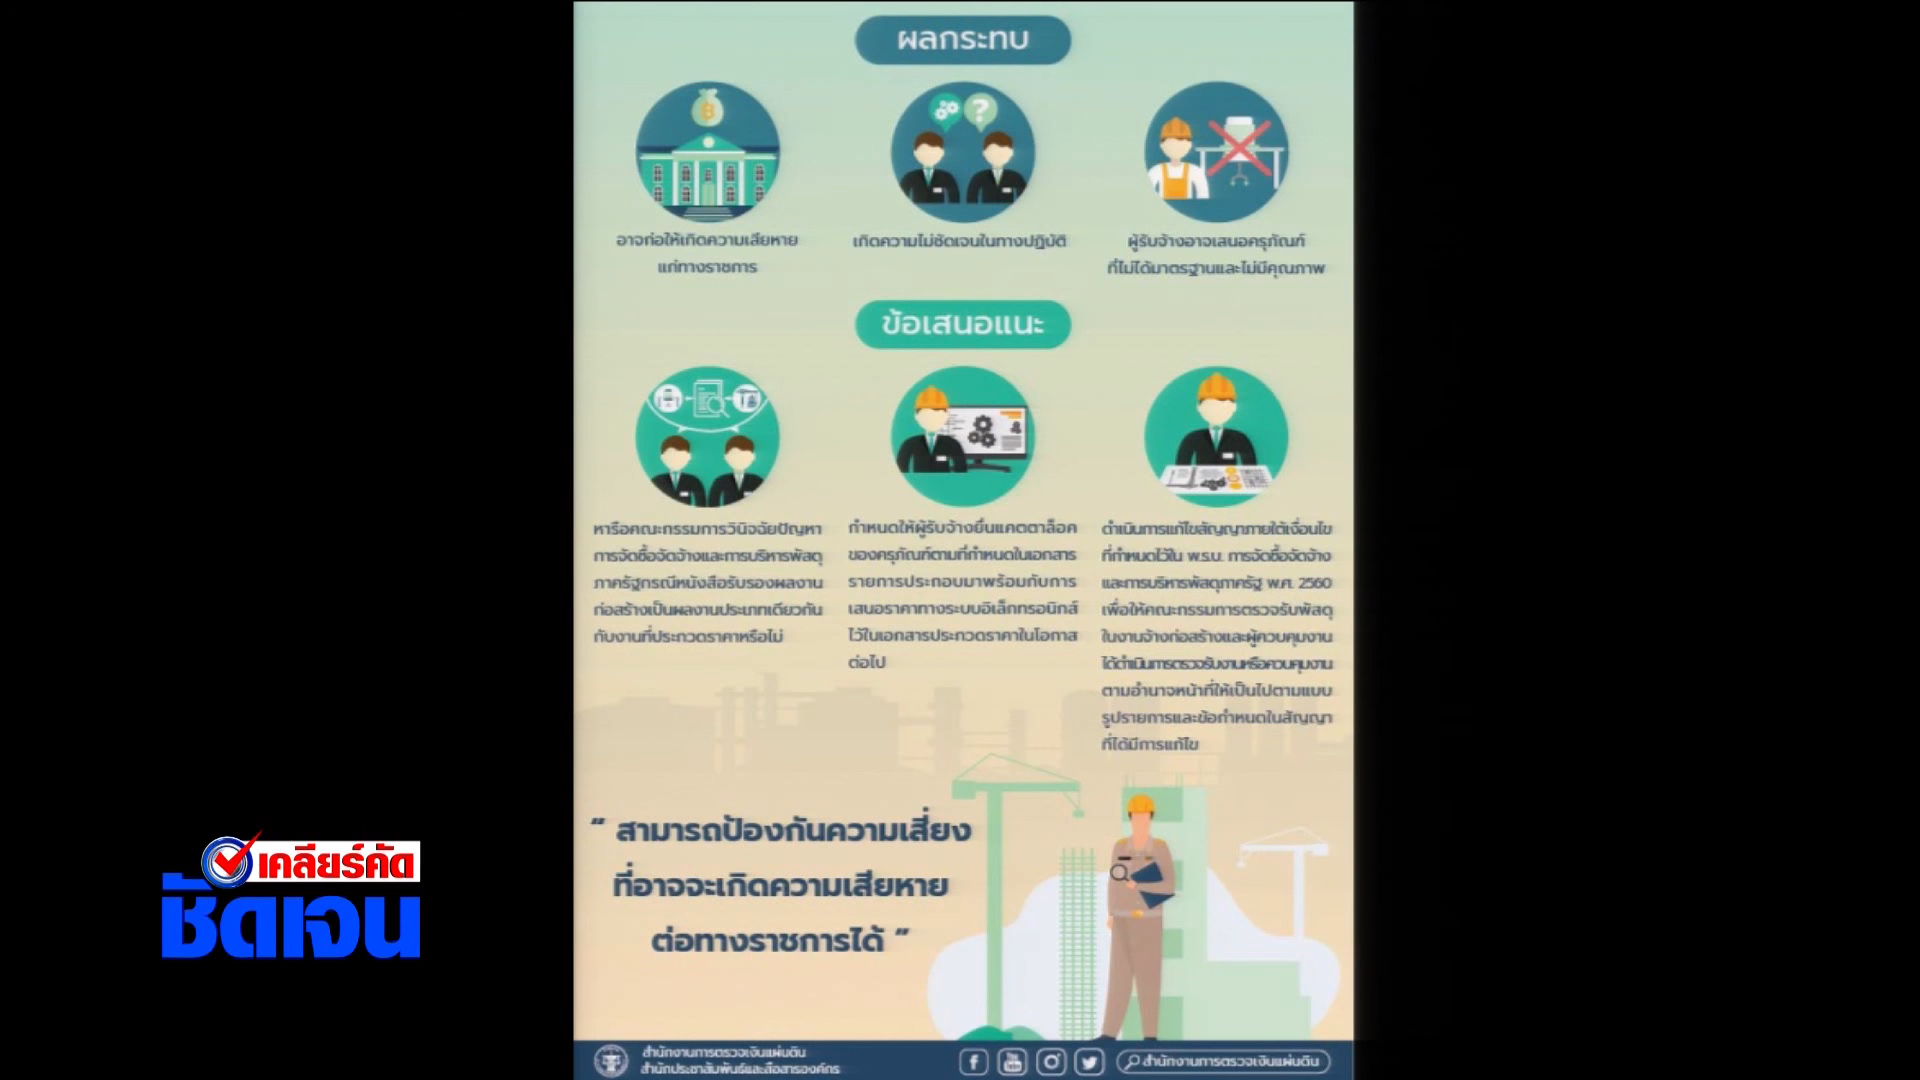 ผลกระทบ
อาจก่อให้เกิดความเสียหาย
แก่ทางราชการ
เกิดความไม่ชัดเจนในทางปฏิบัติ
ผู้รับจ้างอาจเสนอครุภัณฑ์
ที่ไม่ได้มาตรฐานและไม่มีคุณภาพ
ข้อเสนอแนะ
หารือคณะกรรมการวินิจฉัยปัญหา
การจัดซื้อจัดจ้างและการบริหารพัสดุ
ภาครัฐกรณีหนังสือรับรองผลงาน
ก่อสร้างเป็นผลงานประเภทเดียวกัน
กับงานที่ประกวดราคาหรือไม่
กำหนดให้ผู้รับจ้างยื่นแคตตาล็อค
ของครุภัณฑ์ตามที่กำหนดในเอกสาร
รายการประกอบมาพร้อมกับการ
เสนอราคาทางระบบอิเล็กทรอนิกส์
ไว้ในเอกสารประกวดราคาในโอกาส
ต่อไป
ดำเนินการแก้ไขสัญญาภายใต้เงื่อนไข
ที่กำหนดไว้ใน พ.ร.บ. การจัดซื้อจัดจ้าง
และการบริหารพัสดุภาครัฐ พ.ศ. 2560
เพื่อให้คณะกรรมการตรวจรับพัสดุ
ในงานจ้างก่อสร้างและผู้ควบคุมงาน
ได้ดำเนินการตรวจรับงานหรือควบคุมงาน
ตามอำนาจหน้าที่ให้เป็นไปตามแบบ
รูปรายการและข้อกำหนดในสัญญา
ที่ได้มีการแก้ไข
“ สามารถป้องกันความเสี่ยง
ที่อาจจะเกิดความเสียหาย
ต่อทางราชการได้ ”
เคลียร์คัด
ชัดเจน
สำนักงานการตรวจเงินแผ่นดิน
สำนักประชาสัมพันธ์และสื่อสารองค์กร
สำนักงานการตรวจเงินแผ่นดิน